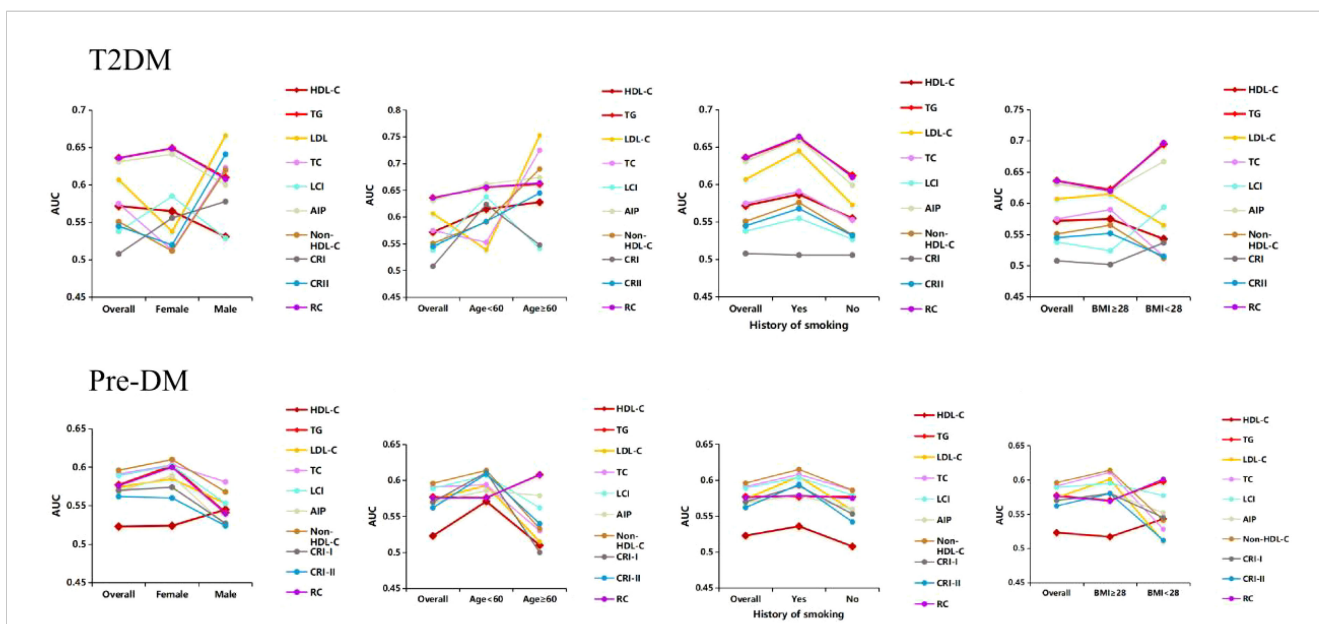 T2DM
AUC
0.7
0.65
0.6
0.55
0.5
0.45
Overall Female Male
HDL-C
TG
LDL
TC
LCI
AIP
Non-
HDL-C
CRI
CRII
RC
AUC
0.8
0.75
0.7
0.65
0.6
0.55
0.5
0.45
Overall Age<60 Age≥60
HDL-C
TG
LDL-C
TC
LCI
AIP
Non-
HDL-C
CRI
CRII
RC
AUC
0.7
0.65
0.6
0.55
0.5
0.45
Overall Yes No
History of smoking
HDL-C
TG
LDL-C
TC
LCI
AIP
Non-
HDL-C
CRI
CRII
RC
AUC
0.75
0.7
0.65
0.6
0.55
0.5
0.45
Overall BMI≥28 BMI<28
HDL-C
TG
LDL-C
TC
LCI
AIP
Non-
HDL-C
CRI
CRII
RC
Pre-DM
AUC
0.65
0.6
0.55
0.5
0.45
Overall Female Male
HDL-C
TG
LDL-C
TC
LCI
AIP
Non-
HDL-C
CRI-I
CRI-II
RC
AUC
0.65
0.6
0.55
0.5
0.45
Overall Age<60 Age≥60
HDL-C
TG
LDL-C
TC
LCI
AIP
Non-
HDL-C
CRI-I
CRI-II
RC
AUC
0.65
0.6
0.55
0.5
0.45
Overall Yes No
History of smoking
HDL-C
TG
LDL-C
TC
LCI
AIP
Non-
HDL-C
CRI-I
CRI-II
RC
AUC
0.65
0.6
0.55
0.5
0.45
Overall BMI≥28 BMI<28
HDL-C
TG
LDL-C
TC
LCI
AIP
Non-HDL-C
CRI-I
CRI-II
RC